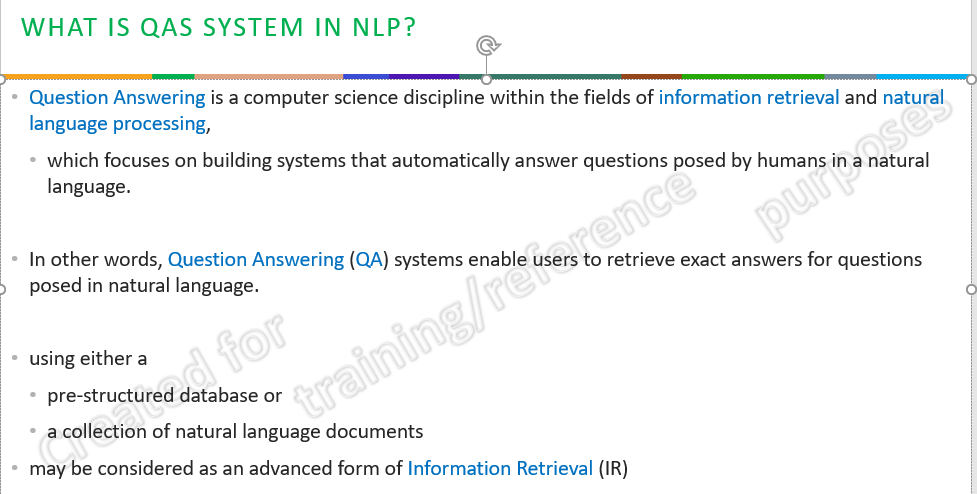 WHAT IS QAS SYSTEM IN NLP?
• Question Answering is a computer science discipline within the fields of information retrieval and natural
language processing,
• which focuses on building systems that automatically answer questions posed by humans in a natural
language.
• In other words, Question Answering (QA) systems enable users to retrieve exact answers for questions
posed in natural language.
• using either a
• pre-structured database or
• a collection of natural language documents
• may be considered as an advanced form of Information Retrieval (IR)
Created for training/reference purposes